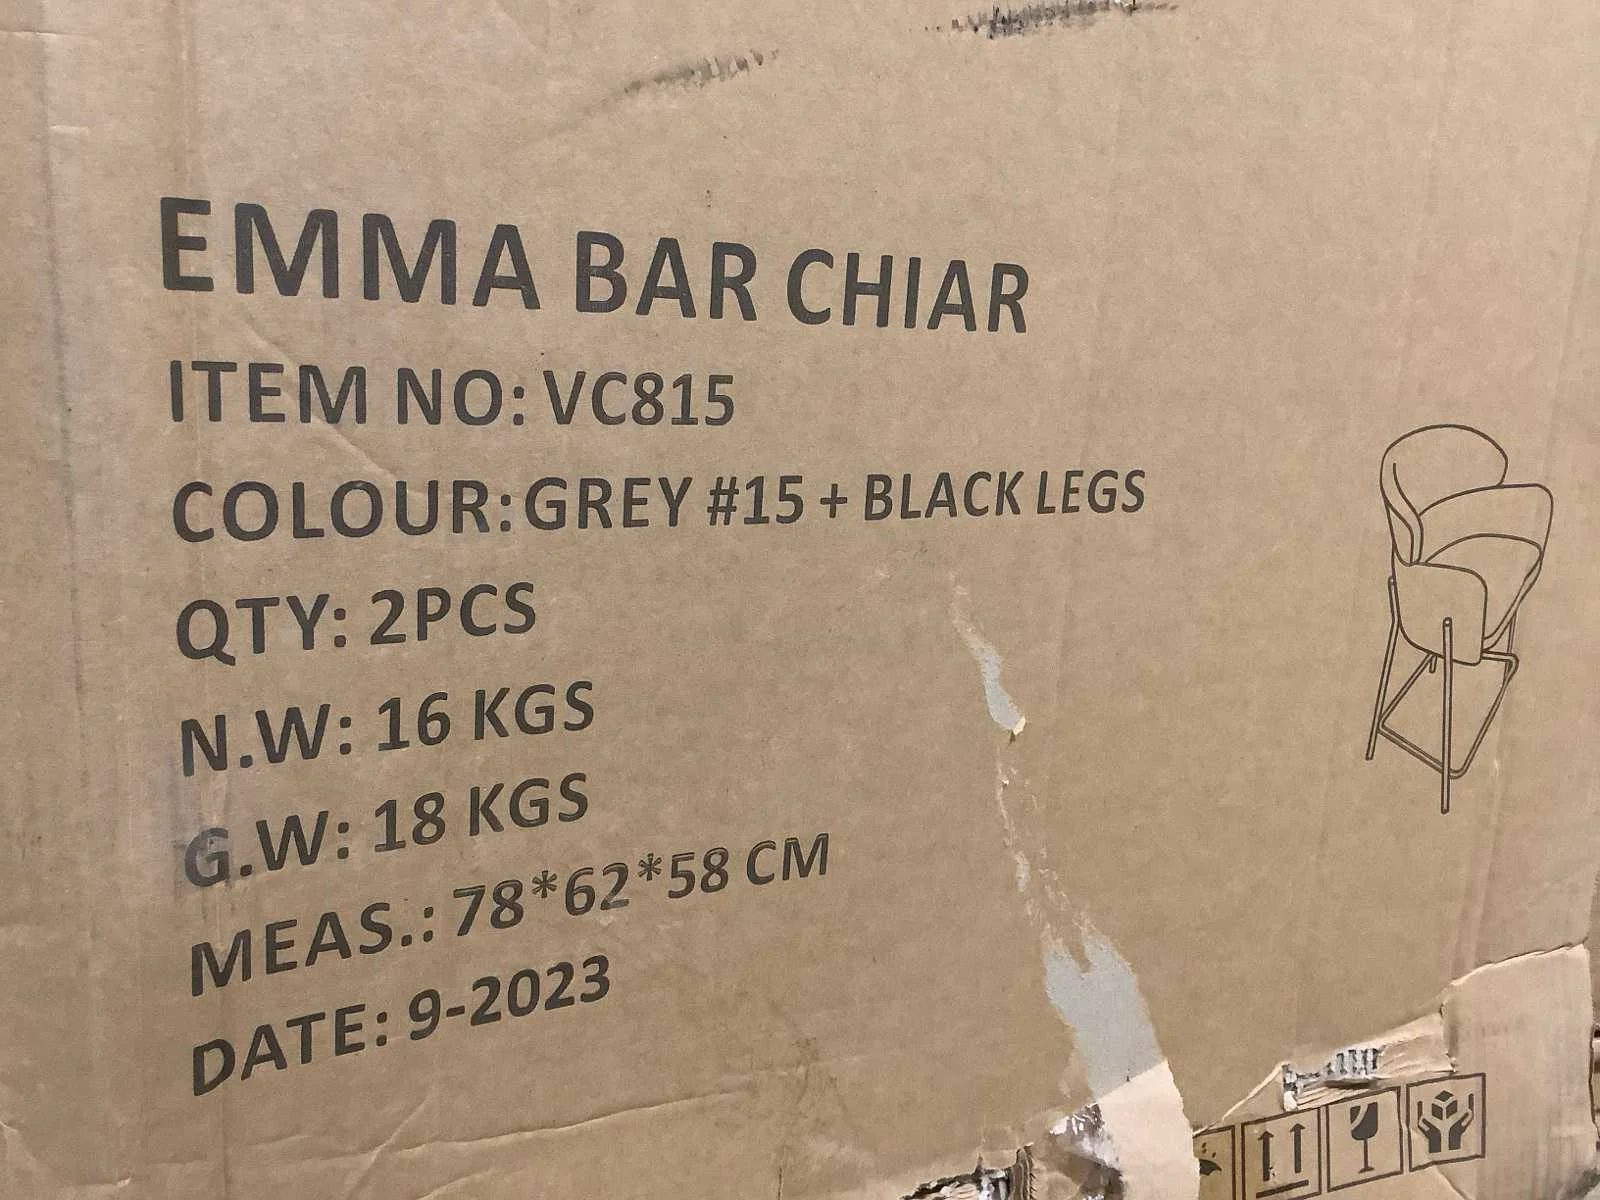 EMMA BAR CHIAR
ITEM NO: VC815
COLOUR: GREY #15 + BLACK LEGS
QTY: 2PCS
N.W: 16 KGS
G.W: 18 KGS
MEAS.: 78*62*58 CM
DATE: 9-2023